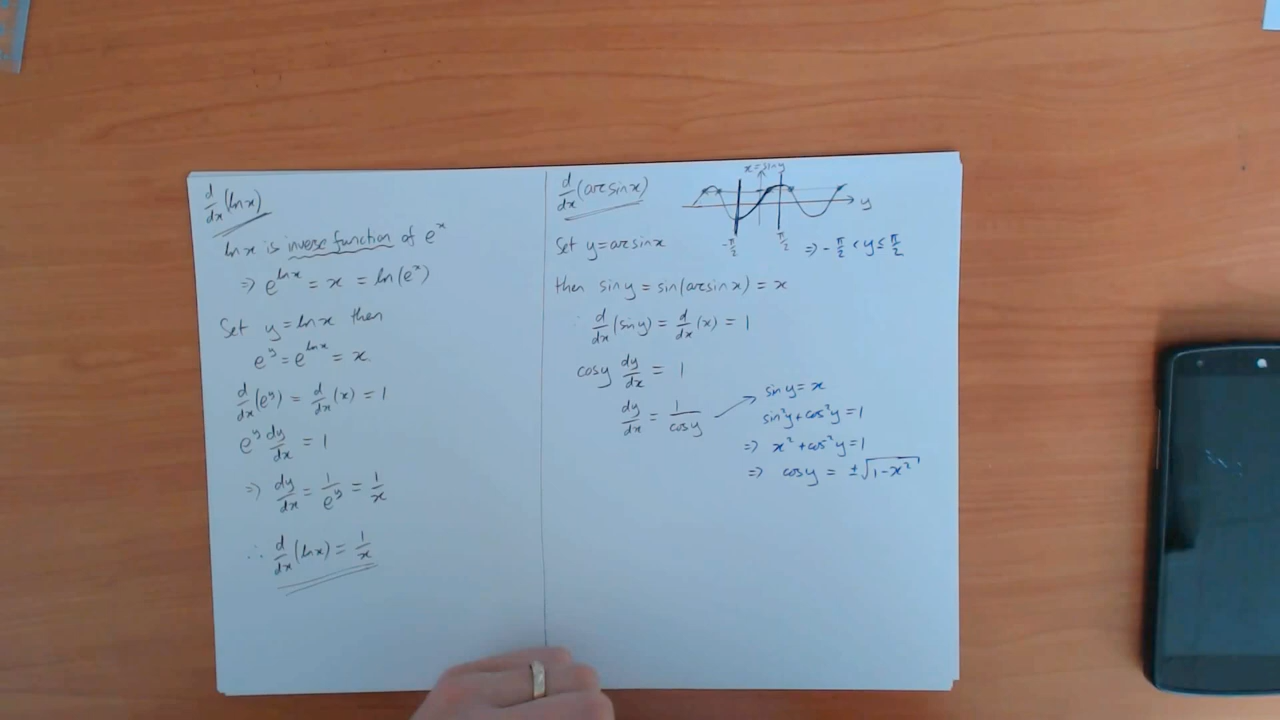 d/dx (ln x)
ln x is inverse function of e^x
⇒ e^(ln x) = x = ln(e^x)
Set y = ln x then
e^y = e^(ln x) = x.
d/dx (e^y) = d/dx (x) = 1
e^y dy/dx = 1
⇒ dy/dx = 1/e^y = 1/x
∴ d/dx (ln x) = 1/x
d/dx (arcsin x)
x = sin y
y
-π/2
π/2
⇒ -π/2 < y ≤ π/2
Set y = arcsin x
then sin y = sin(arcsin x) = x
∴ d/dx (sin y) = d/dx (x) = 1
cos y dy/dx = 1
dy/dx = 1/cos y
sin y = x
sin²y + cos²y = 1
⇒ x² + cos²y = 1
⇒ cos y = ±√(1-x²)